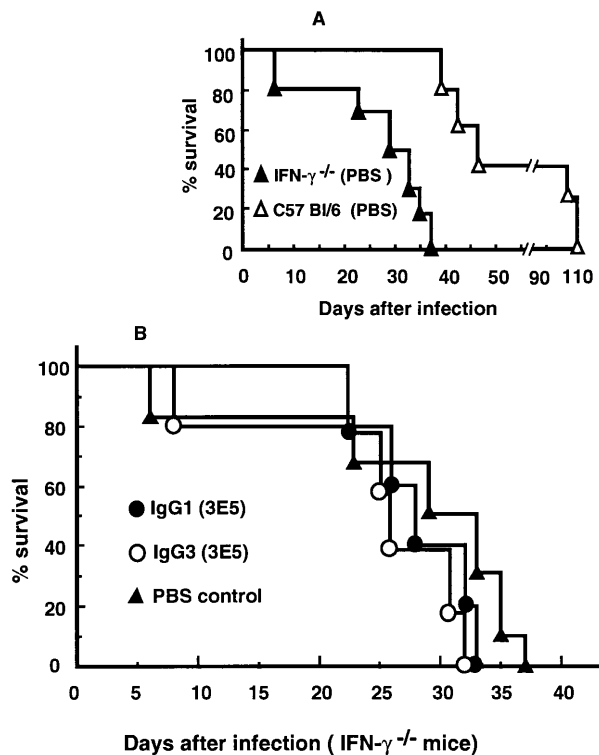 A
100
80
60
40
20
0
% survival
IFN-γ -/- (PBS )
C57 Bl/6 (PBS)
0 10 20 30 40 50 90 110
Days after infection
B
100
80
60
40
20
0
% survival
IgG1 (3E5)
IgG3 (3E5)
PBS control
0 5 10 15 20 25 30 35 40
Days after infection ( IFN-γ -/- mice)